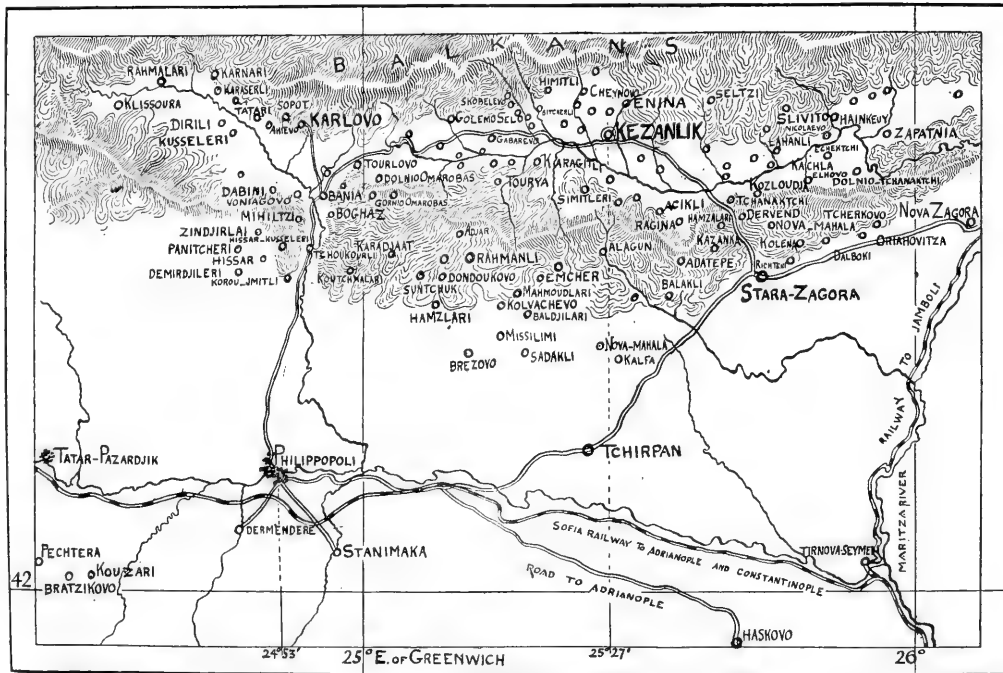 BALKANS
RAHMALARI
KARNARI
KARASERLI
KLISSOURA
TATARI
SOPOT
KARLOVO
DIRILI
KUSSELERI
SKOBELEVO
GOLEMO SELO
HIMITLI
CHEYNOVO
BITCHERLI
ENINA
SELTZI
KEZANLIK
GABAREVO
SLIVITO
NICOLAEVO
HAINKEUY
ZAPATNIA
LAHANLI
ECHEKTCHI
KACHLA
ELHOVO
DOLNIO-TCHANAKTCHI
TOURLOVO
KARAGITLI
DOLNIO OMAROBAS
TOURYA
KOZLOUDJA
DABINI
VONIAGOVO
BANIA
GORNIO OMAROBAS
SIMITLERI
TCHANAKTCHI
MIHILTZI
BOGHAZ
ACIKLI
HAMZALARI
DERVEND
TCHERKOVO
NOVA ZAGORA
RAGINA
NOVA-MAHALA
ZINDJIRLAI
HISSAR-KUSSELERI
ADJAR
KAZANKA
KOLENA
ORIAHOVITZA
PANITCHERI
TCHOUKOURLI
KARADJAAT
RAHMANLI
ALAGUN
DALBOKI
HISSAR
ADATEPE
RICHTENI
DEMIRDJILERI
KOROU-JMITLI
KOUTCHMALARI
SUNTCHUK
DONDOUKOVO
EMCHER
STARA-ZAGORA
MAHMOUDLARI
BALAKLI
HAMZLARI
KOLVACHEVO
BALDJILARI
MISSILIMI
BREZOVO
SADAKLI
NOVA-MAHALA
KALFA
RAILWAY TO JAMBOLI
TATAR-PAZARDJIK
PHILIPPOPOLI
TCHIRPAN
MARITZA RIVER
DERMENDERE
STANIMAKA
SOFIA RAILWAY TO ADRIANOPLE AND CONSTANTINOPLE
TIRNOVA-SEYMEN
PECHTERA
KOUZARI
BRATZIKOVO
42
ROAD TO ADRIANOPLE
HASKOVO
24°53'
25° E. OF GREENWICH
25°27'
26°